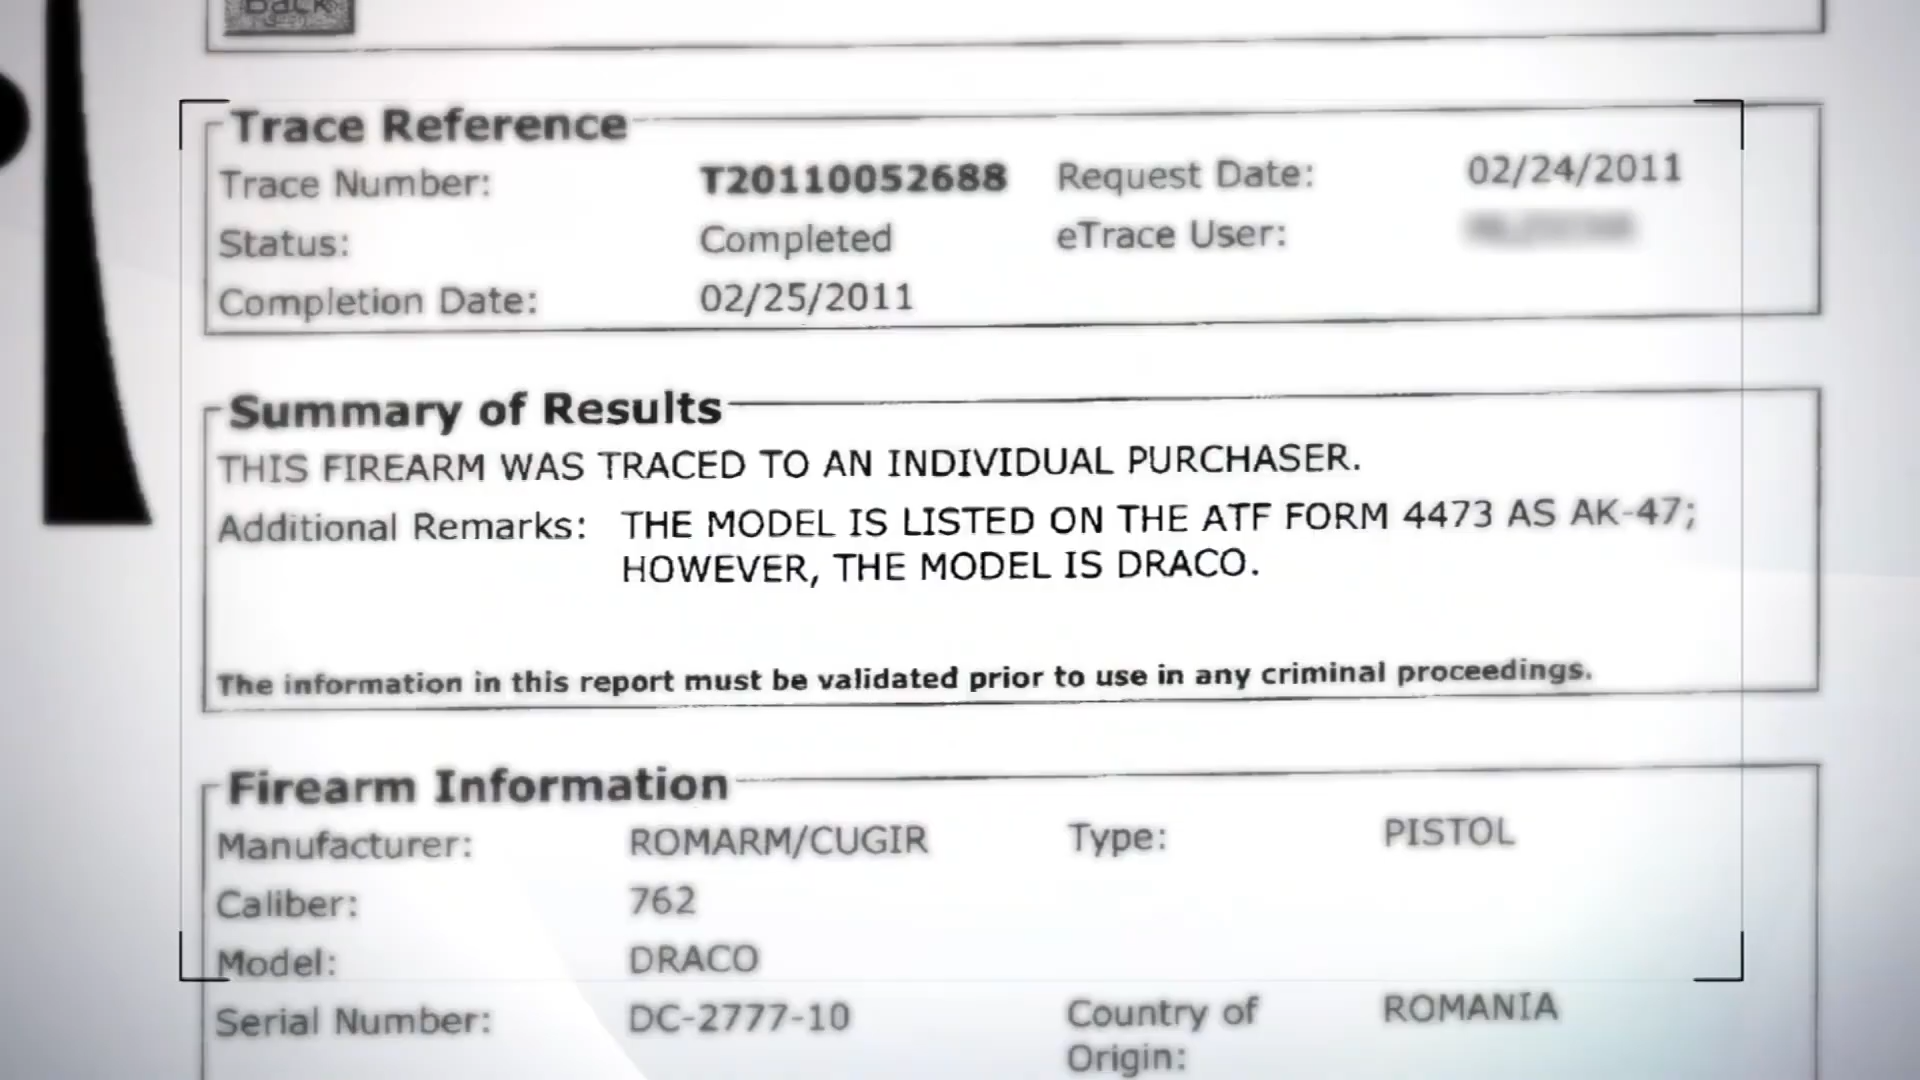 Back
Trace Reference
Trace Number: T20110052688 Request Date: 02/24/2011
Status: Completed eTrace User:
Completion Date: 02/25/2011
Summary of Results
THIS FIREARM WAS TRACED TO AN INDIVIDUAL PURCHASER.
Additional Remarks: THE MODEL IS LISTED ON THE ATF FORM 4473 AS AK-47;
HOWEVER, THE MODEL IS DRACO.
The information in this report must be validated prior to use in any criminal proceedings.
Firearm Information
Manufacturer: ROMARM/CUGIR Type: PISTOL
Caliber: 762
Model: DRACO
Serial Number: DC-2777-10 Country of Origin: ROMANIA